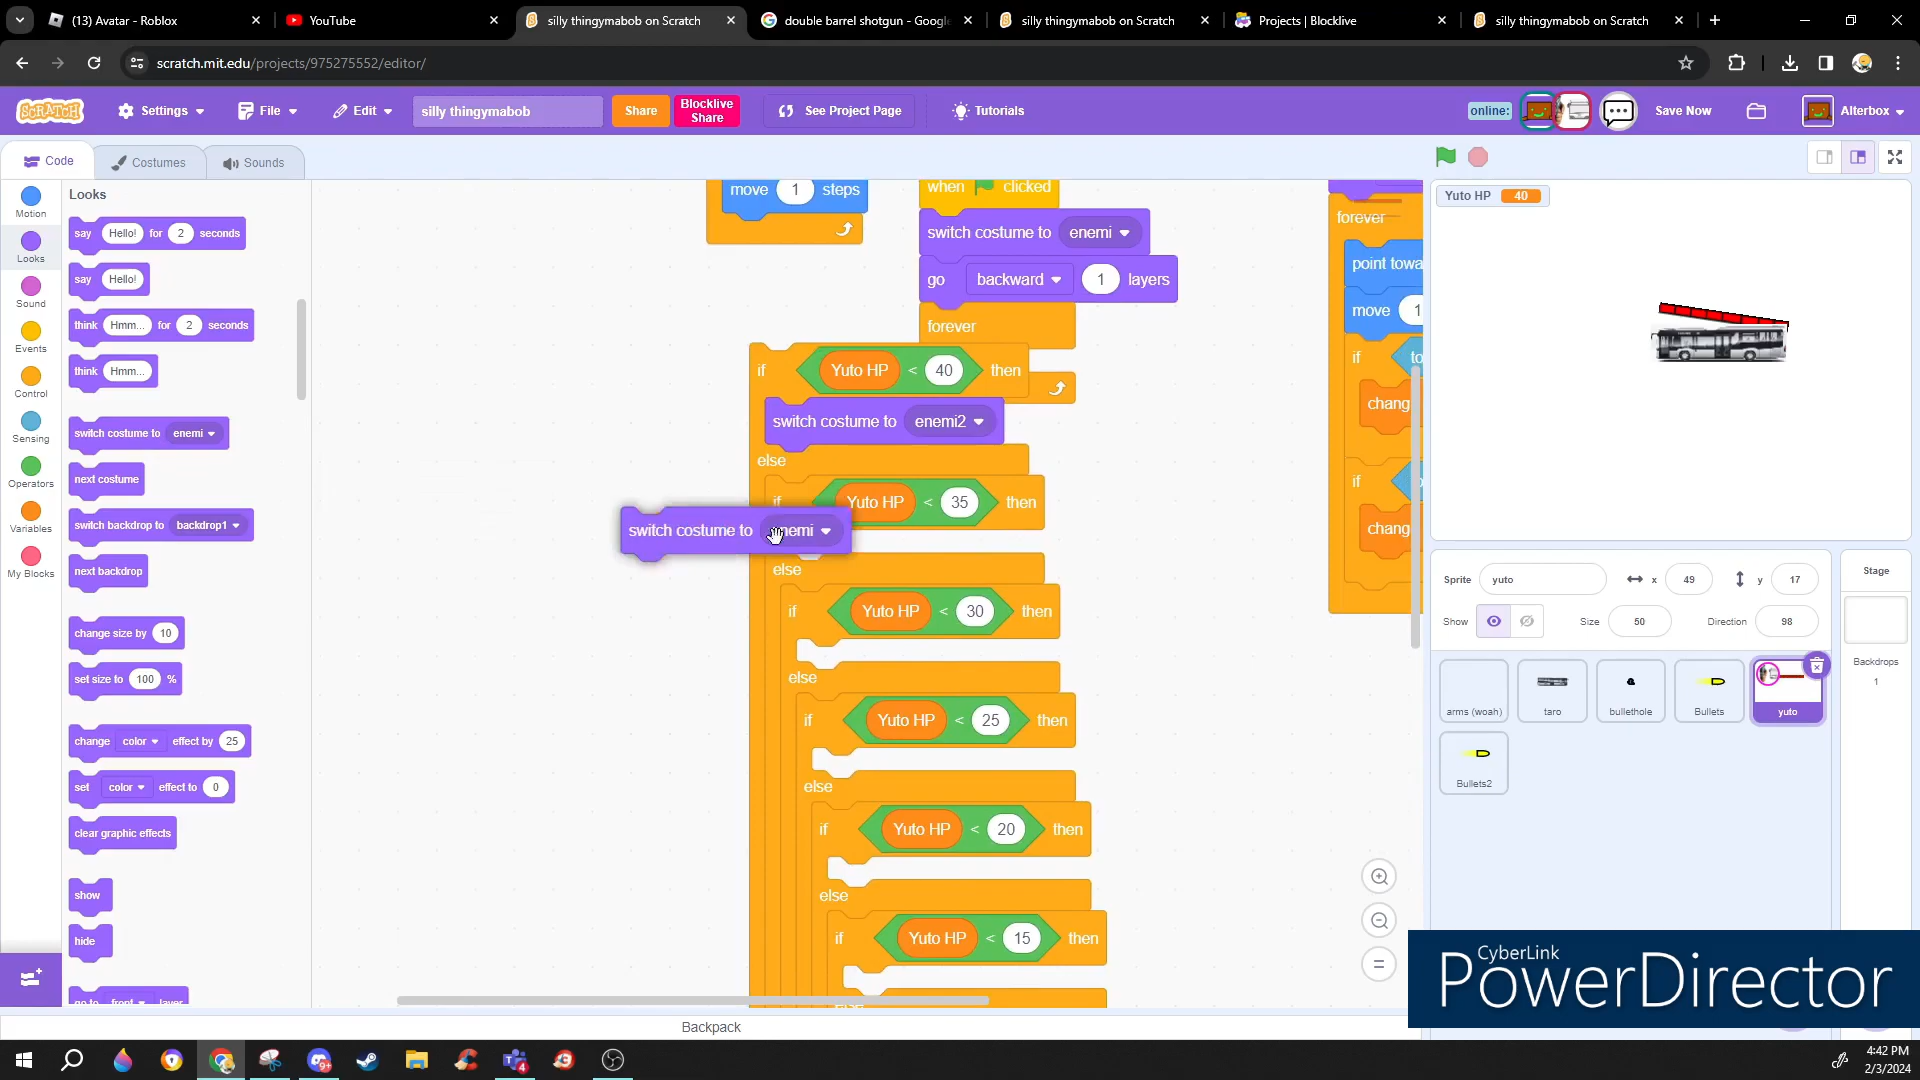 (13) Avatar - Roblox
YouTube
silly thingymabob on Scratch
double barrel shotgun - Googl
silly thingymabob on Scratch
Projects | Blocklive
silly thingymabob on Scratch
scratch.mit.edu/projects/975275552/editor/
SCRATCH
Settings
File
Edit
silly thingymabob
Share
Blocklive
Share
See Project Page
Tutorials
online:
Save Now
Alterbox
Code
Costumes
Sounds
Motion
Looks
Sound
Events
Control
Sensing
Operators
Variables
My Blocks
Looks
say Hello! for 2 seconds
say Hello!
think Hmm... for 2 seconds
think Hmm...
switch costume to enemi
next costume
switch backdrop to backdrop1
next backdrop
change size by 10
set size to 100 %
change color effect by 25
set color effect to 0
clear graphic effects
show
hide
go to front layer
move 1 steps
when clicked
switch costume to enemi
go backward 1 layers
forever
if Yuto HP < 40 then
switch costume to enemi2
else
if Yuto HP < 35 then
switch costume to enemi
else
if Yuto HP < 30 then
else
if Yuto HP < 25 then
else
if Yuto HP < 20 then
else
if Yuto HP < 15 then
else
forever
point towa
move 1
if to
chang
if
chang
Yuto HP 40
Sprite yuto x 49 y 17
Show Size 50 Direction 98
arms (woah)
taro
bullethole
Bullets
yuto
Bullets2
Stage
Backdrops
1
Backpack
CyberLink
PowerDirector
9+
4
4:42 PM
2/3/2024